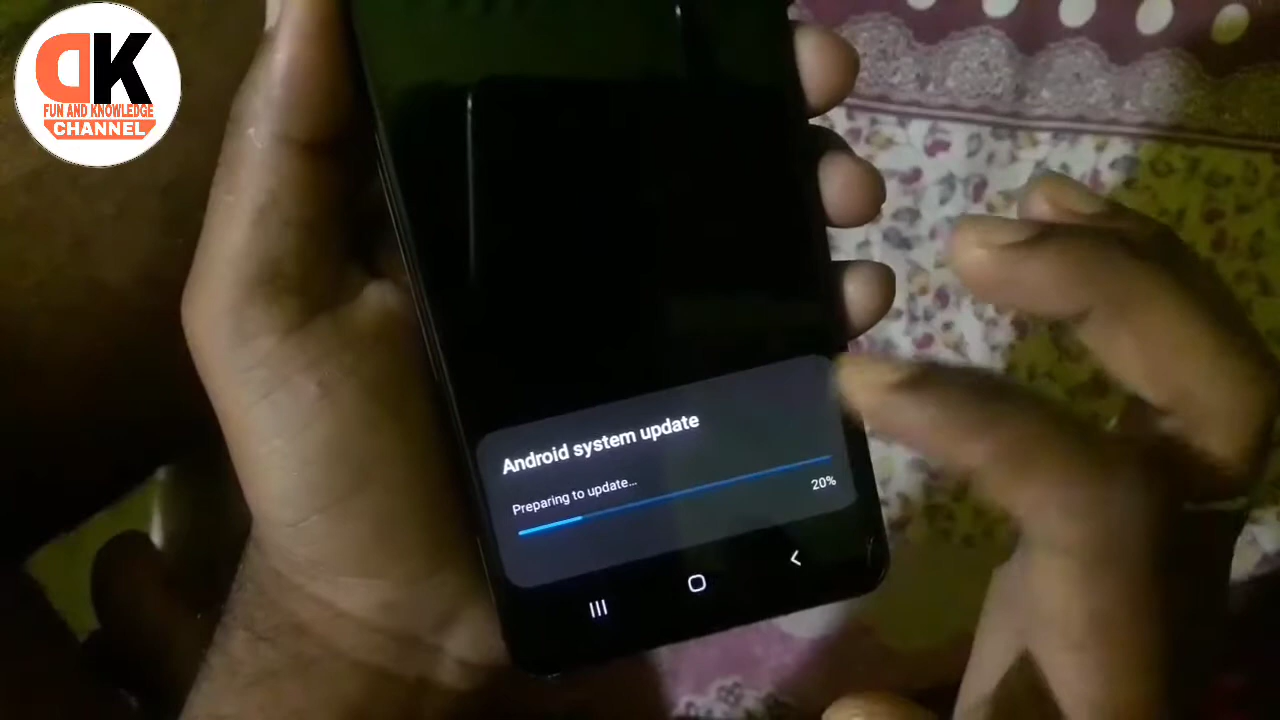 DK
FUN AND KNOWLEDGE
CHANNEL
Android system update
Preparing to update...
20%